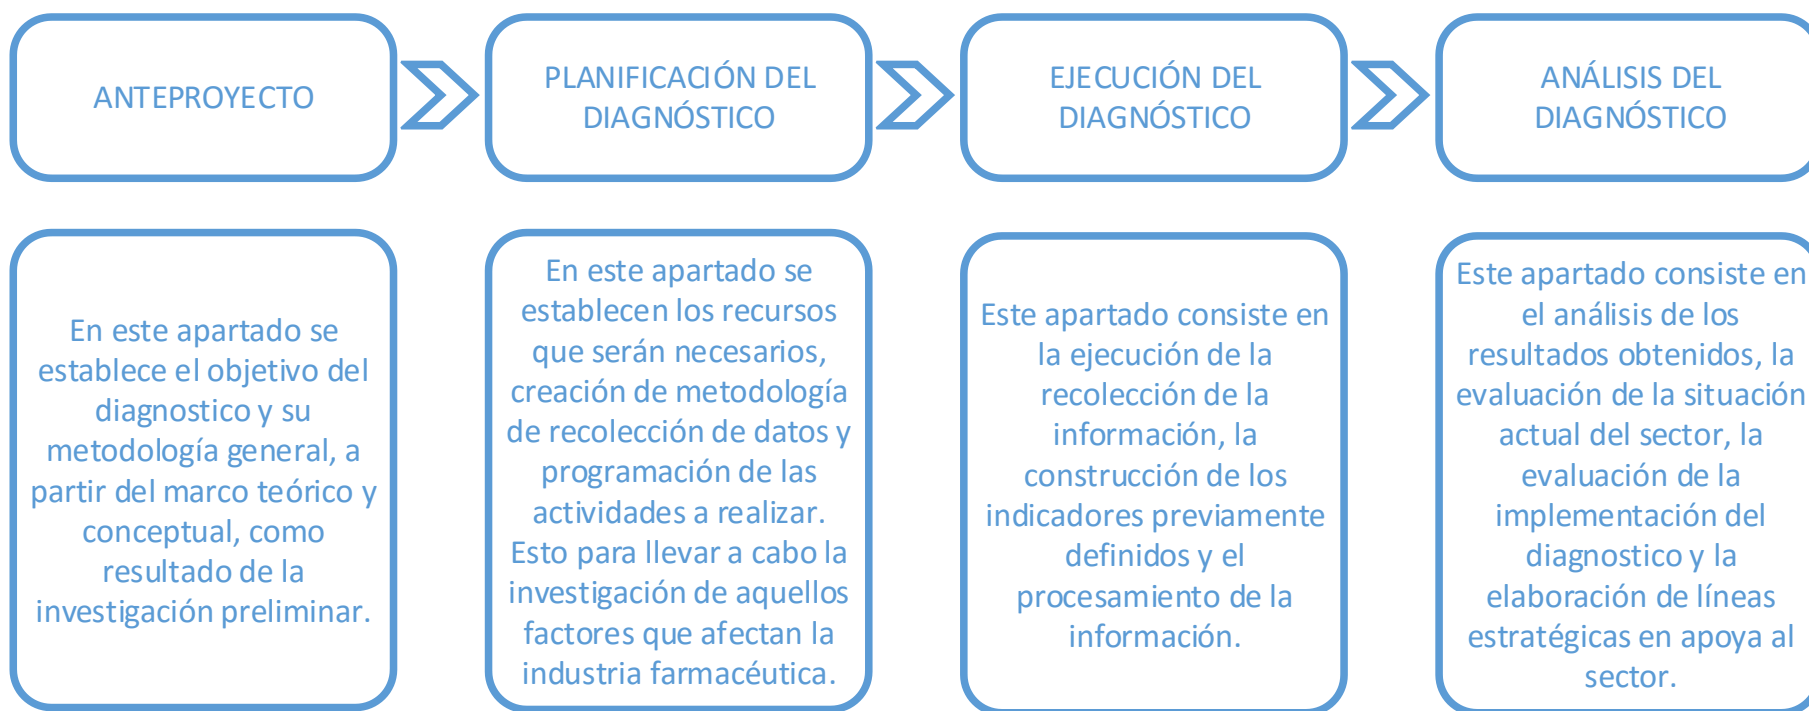 ANTEPROYECTO
PLANIFICACIÓN DEL
DIAGNÓSTICO
EJECUCIÓN DEL
DIAGNÓSTICO
ANÁLISIS DEL
DIAGNÓSTICO
En este apartado se
establece el objetivo del
diagnostico y su
metodología general, a
partir del marco teórico y
conceptual, como
resultado de la
investigación preliminar.
En este apartado se
establecen los recursos
que serán necesarios,
creación de metodología
de recolección de datos y
programación de las
actividades a realizar.
Esto para llevar a cabo la
investigación de aquellos
factores que afectan la
industria farmacéutica.
Este apartado consiste en
la ejecución de la
recolección de la
información, la
construcción de los
indicadores previamente
definidos y el
procesamiento de la
información.
Este apartado consiste en
el análisis de los
resultados obtenidos, la
evaluación de la situación
actual del sector, la
evaluación de la
implementación del
diagnostico y la
elaboración de líneas
estratégicas en apoya al
sector.